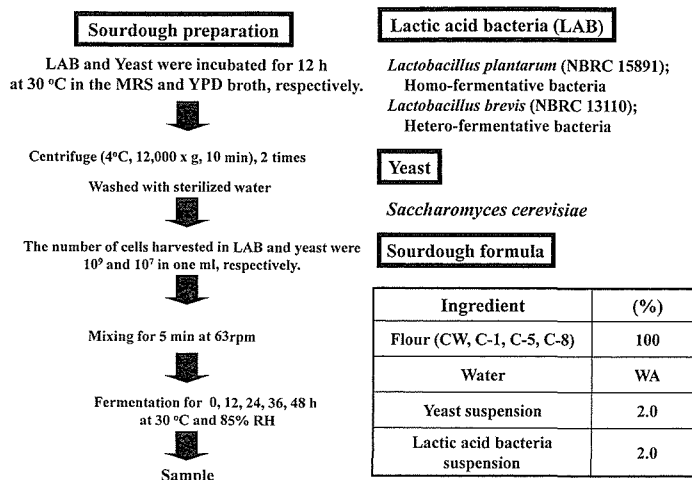 Sourdough preparation
LAB and Yeast were incubated for 12 h
at 30 °C in the MRS and YPD broth, respectively.
Centrifuge (4°C, 12,000 x g, 10 min), 2 times
Washed with sterilized water
The number of cells harvested in LAB and yeast were
10⁹ and 10⁷ in one ml, respectively.
Mixing for 5 min at 63rpm
Fermentation for 0, 12, 24, 36, 48 h
at 30 °C and 85% RH
Sample
Lactic acid bacteria (LAB)
Lactobacillus plantarum (NBRC 15891);
Homo-fermentative bacteria
Lactobacillus brevis (NBRC 13110);
Hetero-fermentative bacteria
Yeast
Saccharomyces cerevisiae
Sourdough formula
Ingredient (%)
Flour (CW, C-1, C-5, C-8) 100
Water WA
Yeast suspension 2.0
Lactic acid bacteria
suspension 2.0